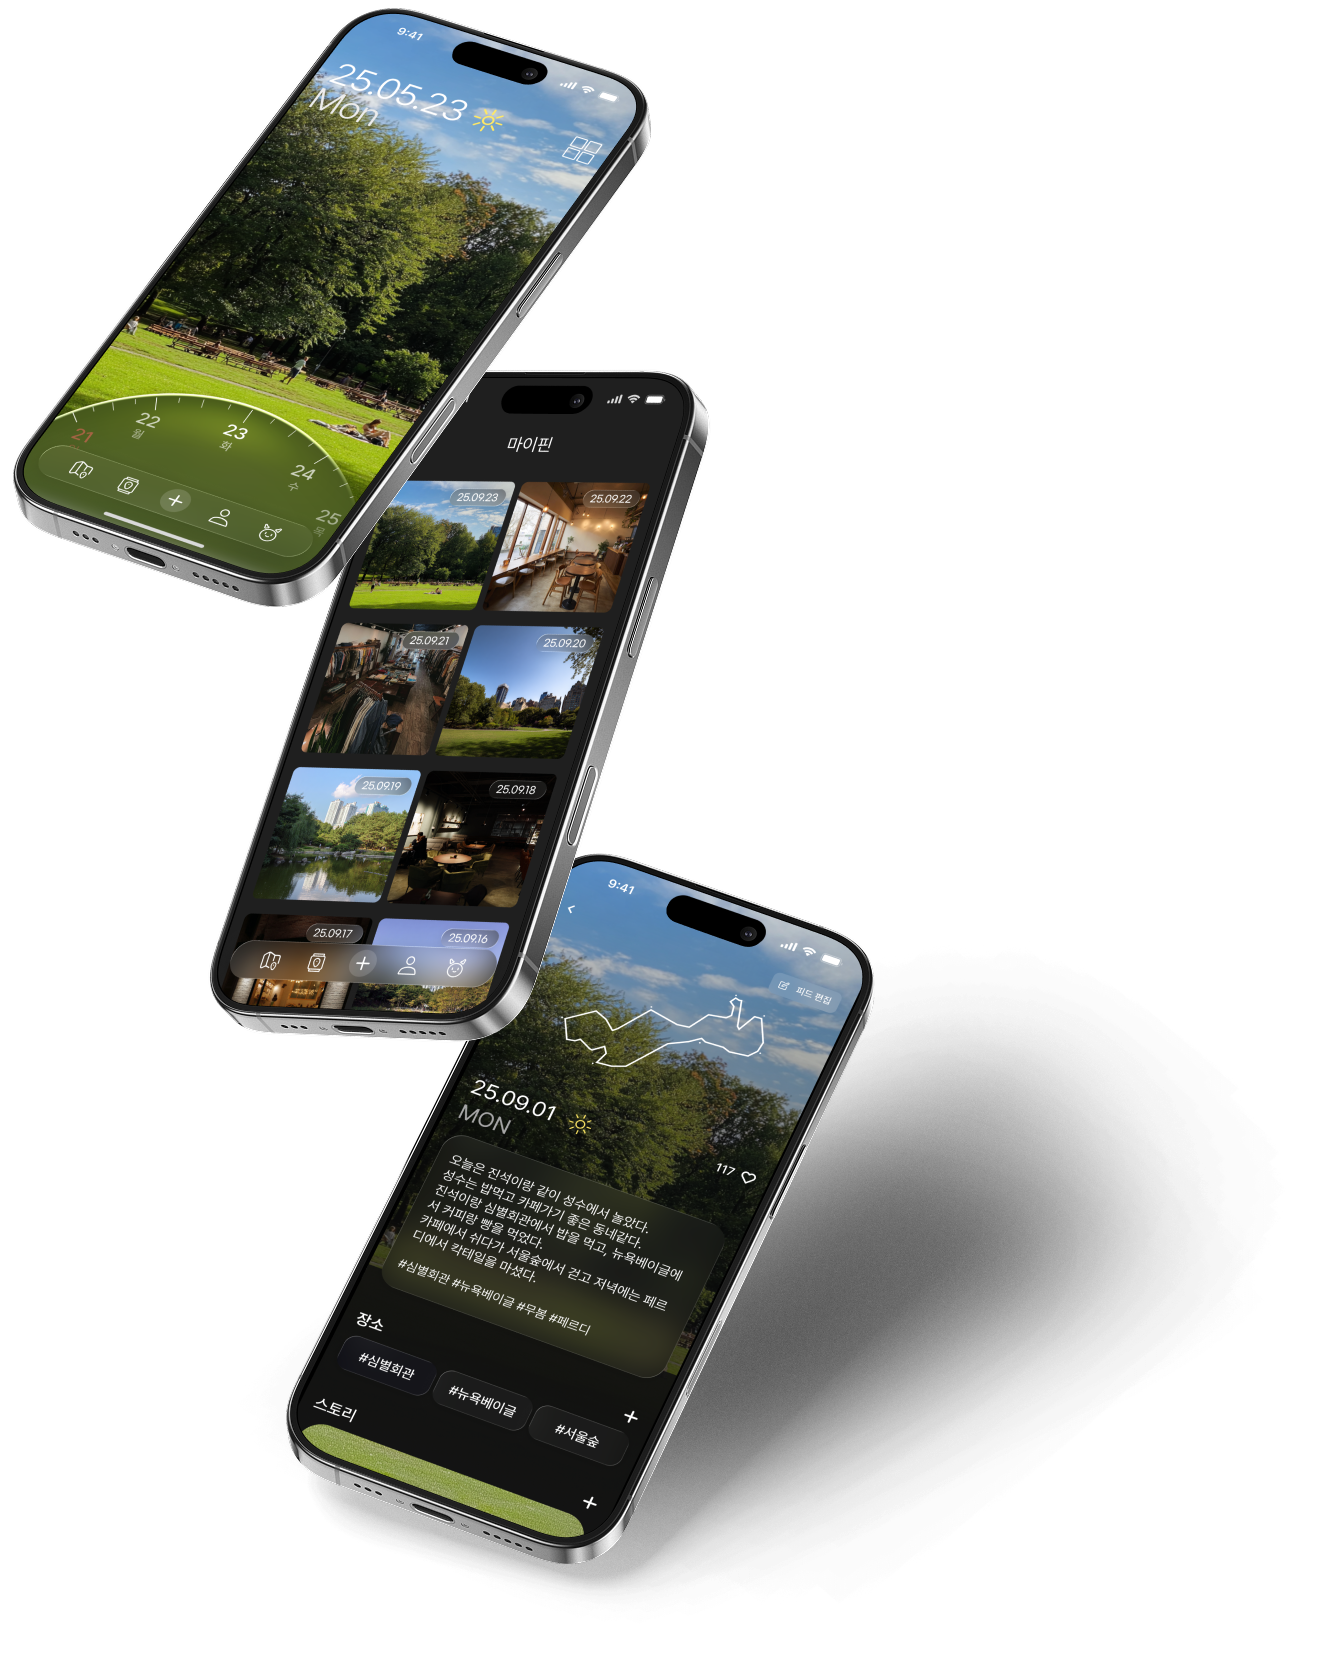 9:41
25.05.23
Mon
21
22
월
23
화
24
수
25
목
마이핀
25.09.23
25.09.22
25.09.21
25.09.20
25.09.19
25.09.18
25.09.17
25.09.16
9:41
피드 편집
25.09.01
MON
117
오늘은 진석이랑 같이 성수에서 놀았다.
성수는 밥먹고 카페가기 좋은 동네같다.
진석이랑 심별회관에서 밥을 먹고, 뉴욕베이글에
서 커피랑 빵을 먹었다.
카페에서 쉬다가 서울숲에서 걷고 저녁에는 페르
디에서 칵테일을 마셨다.
#심별회관 #뉴욕베이글 #무봄 #페르디
장소
#심별회관
#뉴욕베이글
#서울숲
스토리